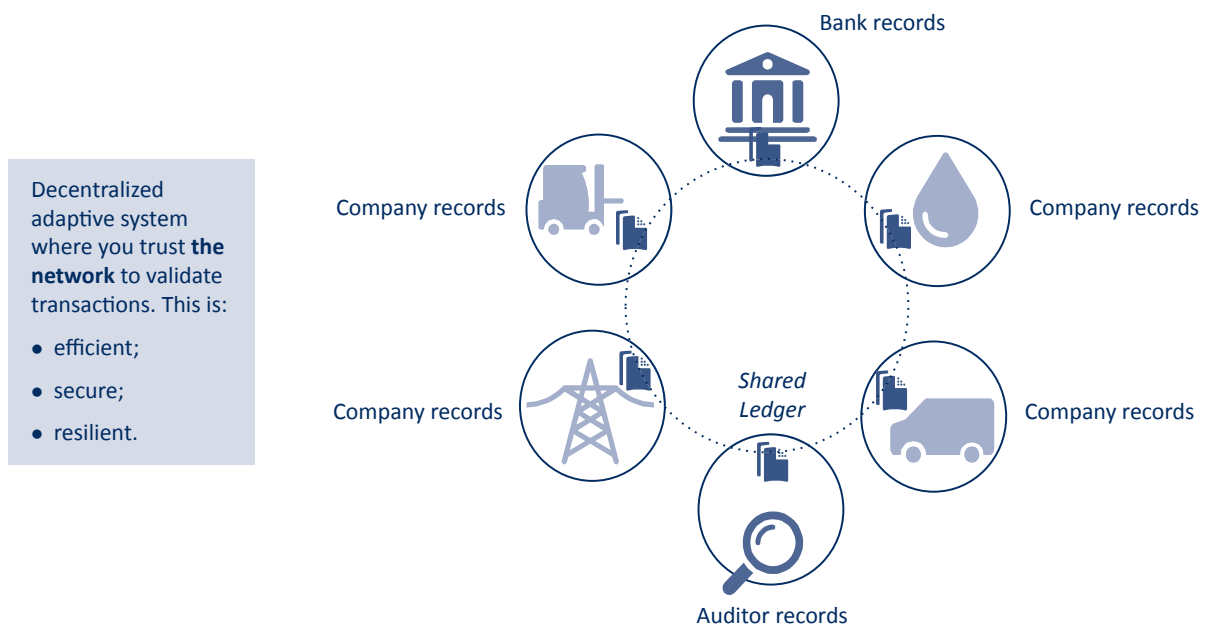 Bank records
Decentralized
adaptive system
where you trust the
network to validate
transactions. This is:
• efficient;
• secure;
• resilient.
Company records
Company records
Company records
Shared
Ledger
Company records
Auditor records